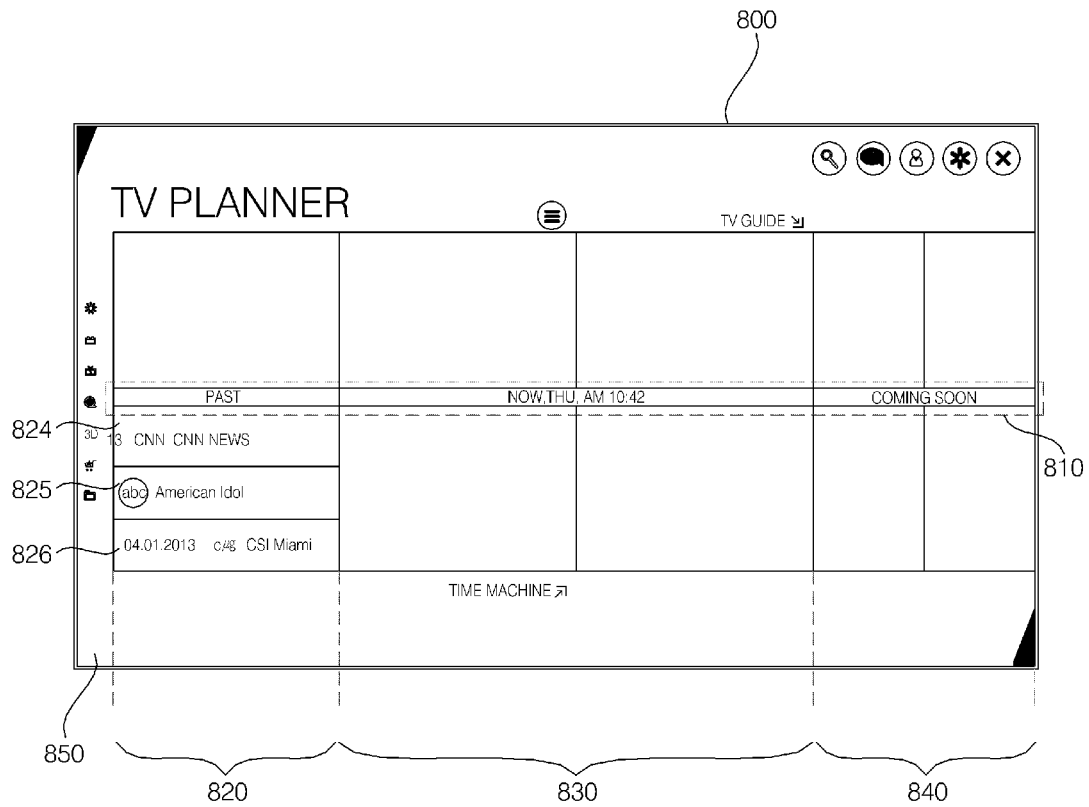 800
TV PLANNER
TV GUIDE
PAST NOW,THU, AM 10:42 COMING SOON
824
3D 13 CNN CNN NEWS
810
825 abc American Idol
826 04.01.2013 CSI Miami
TIME MACHINE
850
820 830 840